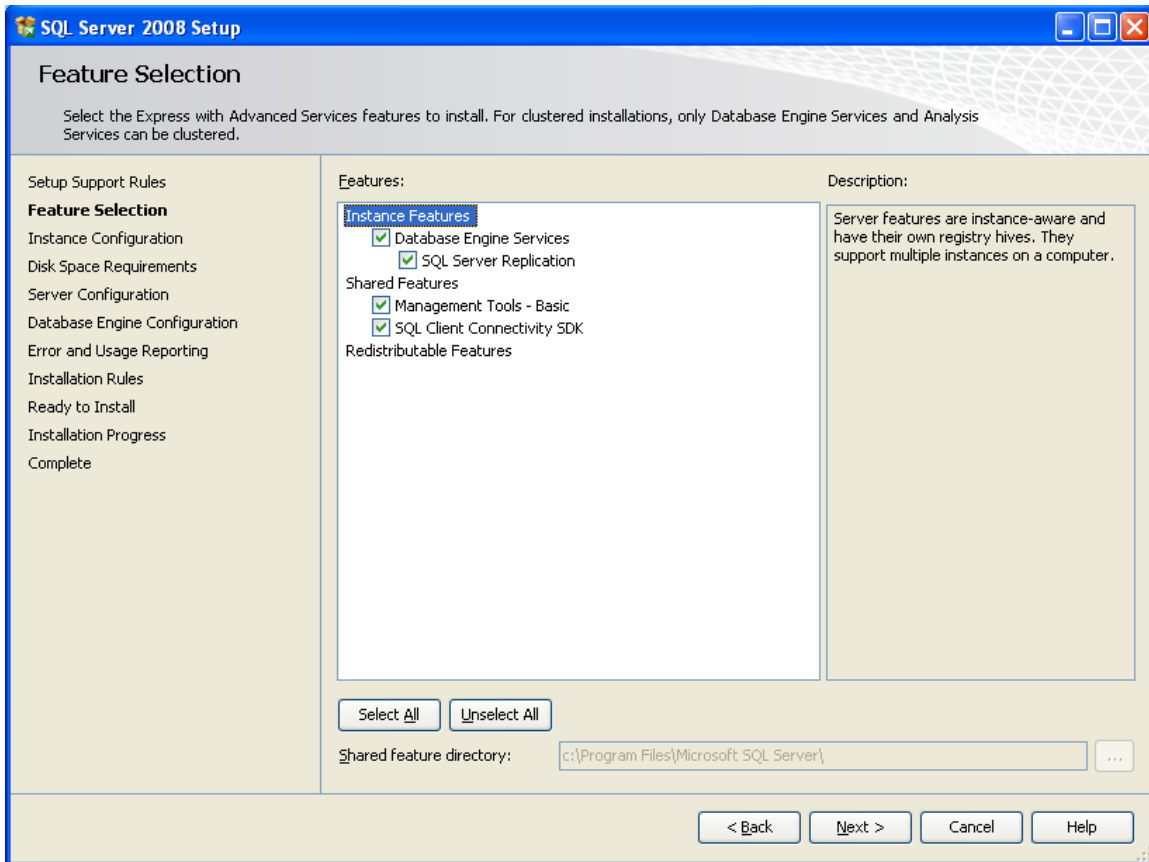 SQL Server 2008 Setup
Feature Selection
Select the Express with Advanced Services features to install. For clustered installations, only Database Engine Services and Analysis
Services can be clustered.
Setup Support Rules
Feature Selection
Instance Configuration
Disk Space Requirements
Server Configuration
Database Engine Configuration
Error and Usage Reporting
Installation Rules
Ready to Install
Installation Progress
Complete
Features:
Instance Features
Database Engine Services
SQL Server Replication
Shared Features
Management Tools - Basic
SQL Client Connectivity SDK
Redistributable Features
Description:
Server features are instance-aware and
have their own registry hives. They
support multiple instances on a computer.
Select All
Unselect All
Shared feature directory:
c:\Program Files\Microsoft SQL Server\
...
< Back
Next >
Cancel
Help